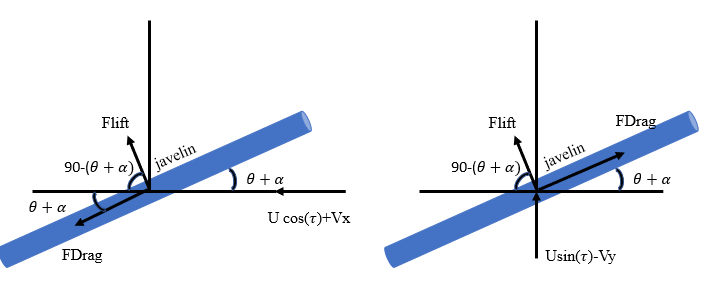 Flift
javelin
90-(θ + α)
θ + α
θ + α
U cos(τ)+Vx
FDrag
Flift
FDrag
javelin
90-(θ + α)
θ + α
Usin(τ)-Vy